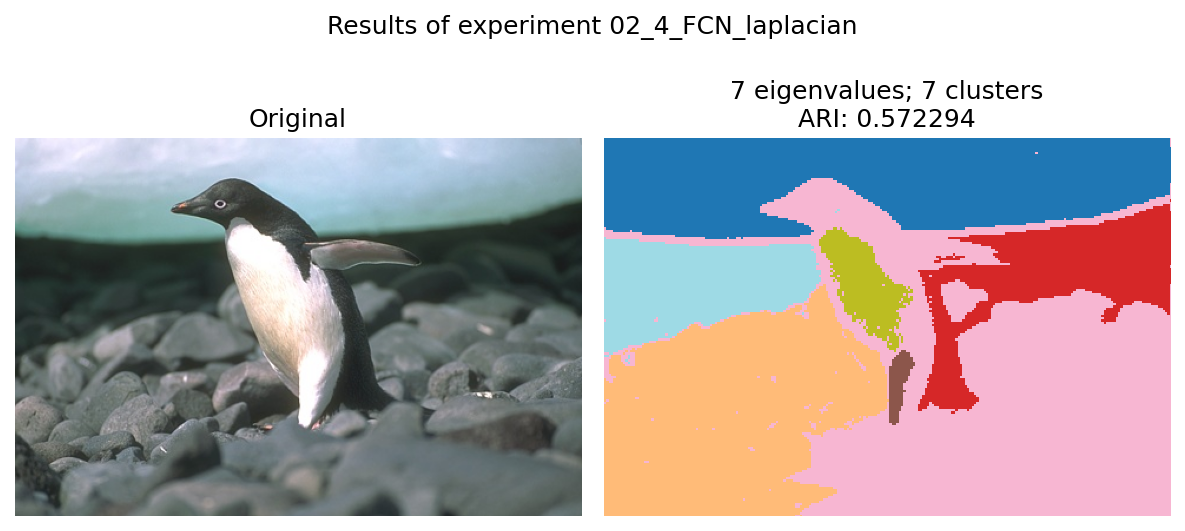 Results of experiment 02_4_FCN_laplacian
Original
7 eigenvalues; 7 clusters
ARI: 0.572294